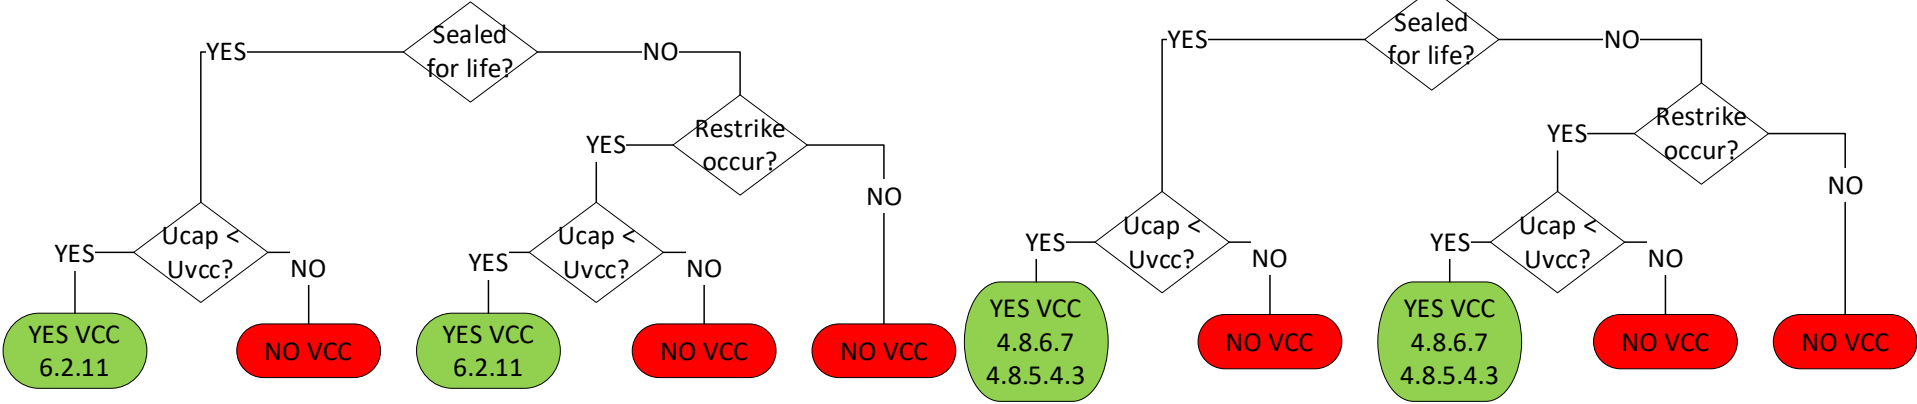 Sealed
for life?
YES
NO
Restrike
occur?
YES
NO
Ucap <
Uvcc?
YES
NO
Ucap <
Uvcc?
YES
NO
YES VCC
6.2.11
NO VCC
YES VCC
6.2.11
NO VCC
NO VCC
Sealed
for life?
YES
NO
Restrike
occur?
YES
NO
Ucap <
Uvcc?
YES
NO
Ucap <
Uvcc?
YES
NO
YES VCC
4.8.6.7
4.8.5.4.3
NO VCC
YES VCC
4.8.6.7
4.8.5.4.3
NO VCC
NO VCC